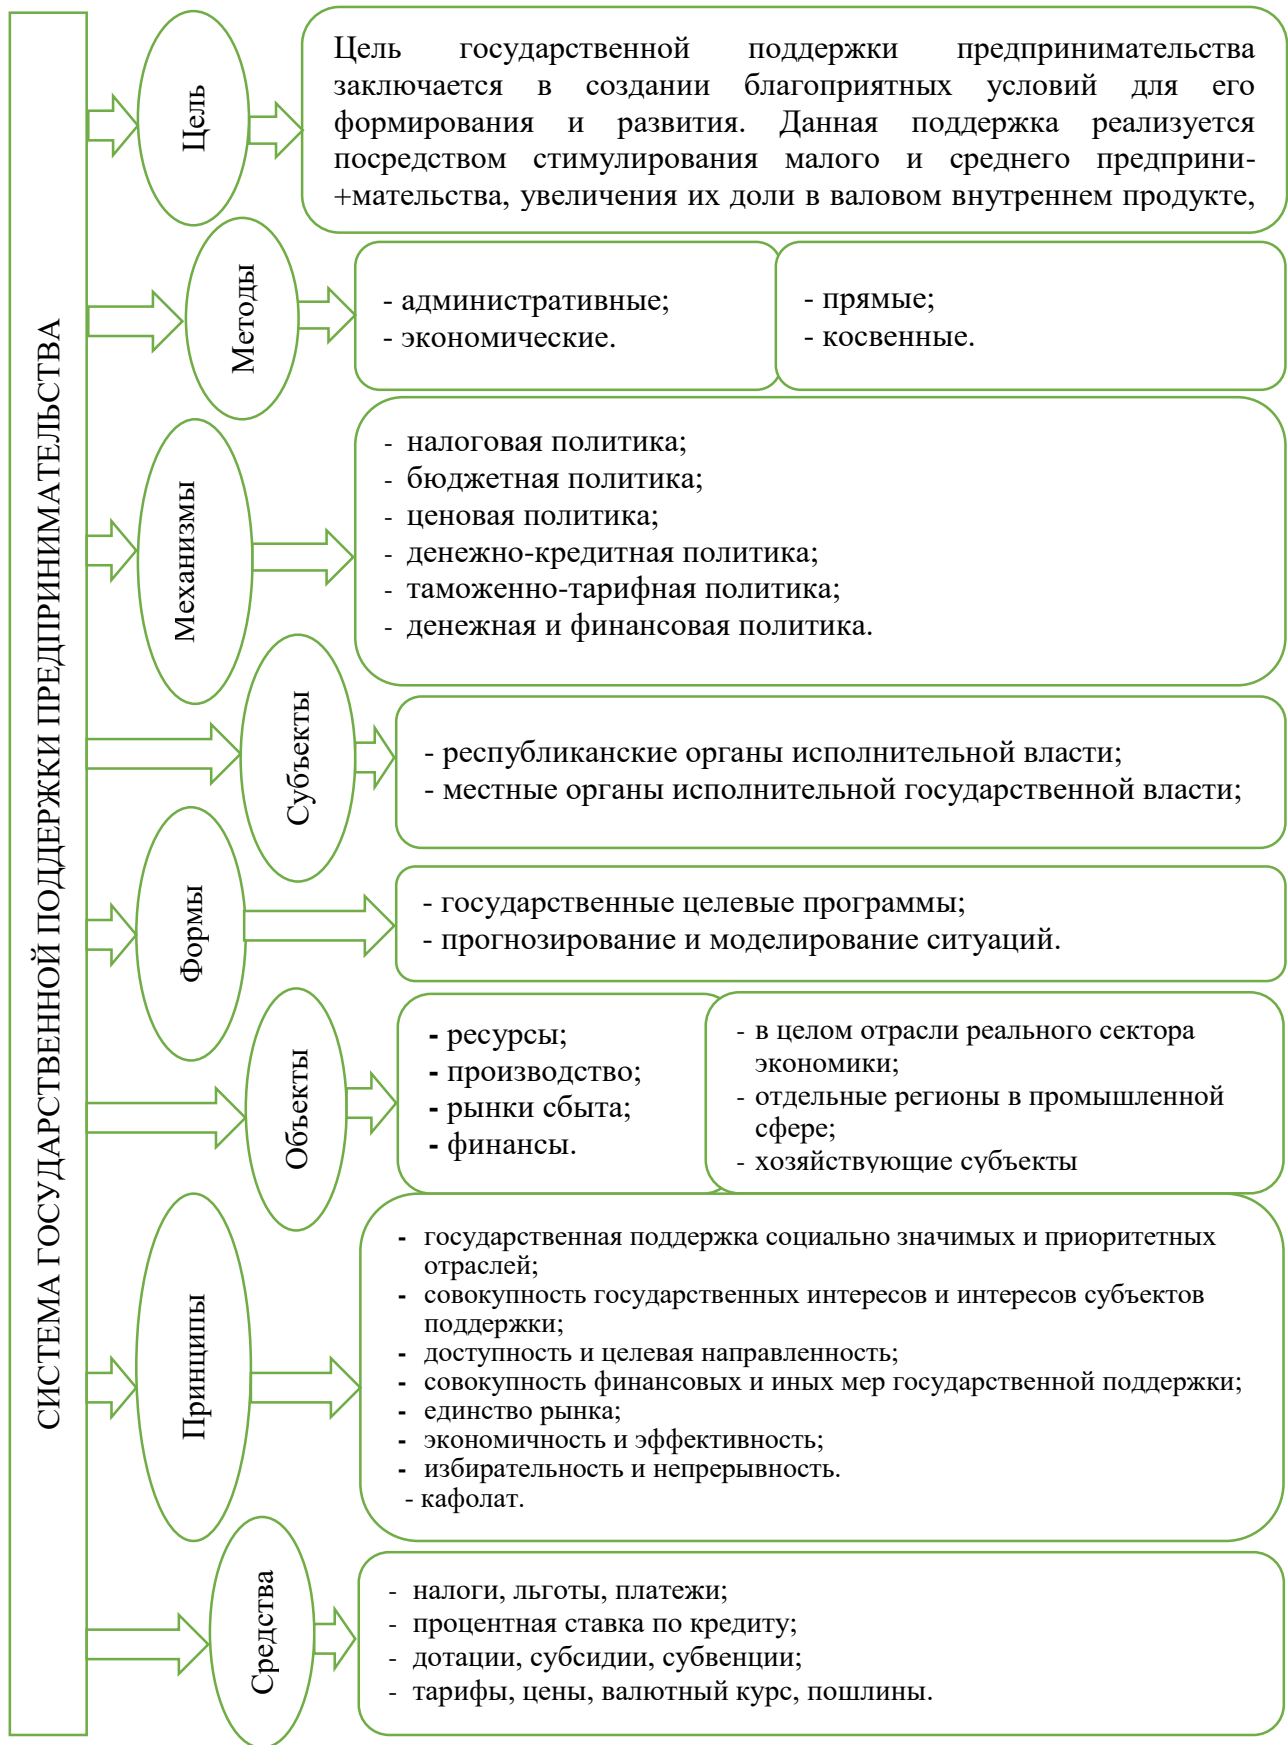 СИСТЕМА ГОСУДАРСТВЕННОЙ ПОДДЕРЖКИ ПРЕДПРИНИМАТЕЛЬСТВА
Цель
Цель государственной поддержки предпринимательства
заключается в создании благоприятных условий для его
формирования и развития. Данная поддержка реализуется
посредством стимулирования малого и среднего предприни-
+мательства, увеличения их доли в валовом внутреннем продукте,
Методы
- административные;
- экономические.
- прямые;
- косвенные.
Механизмы
- налоговая политика;
- бюджетная политика;
- ценовая политика;
- денежно-кредитная политика;
- таможенно-тарифная политика;
- денежная и финансовая политика.
Субъекты
- республиканские органы исполнительной власти;
- местные органы исполнительной государственной власти;
Формы
- государственные целевые программы;
- прогнозирование и моделирование ситуаций.
Объекты
- ресурсы;
- производство;
- рынки сбыта;
- финансы.
- в целом отрасли реального сектора
экономики;
- отдельные регионы в промышленной
сфере;
- хозяйствующие субъекты
Принципы
- государственная поддержка социально значимых и приоритетных
отраслей;
- совокупность государственных интересов и интересов субъектов
поддержки;
- доступность и целевая направленность;
- совокупность финансовых и иных мер государственной поддержки;
- единство рынка;
- экономичность и эффективность;
- избирательность и непрерывность.
- кафолат.
Средства
- налоги, льготы, платежи;
- процентная ставка по кредиту;
- дотации, субсидии, субвенции;
- тарифы, цены, валютный курс, пошлины.